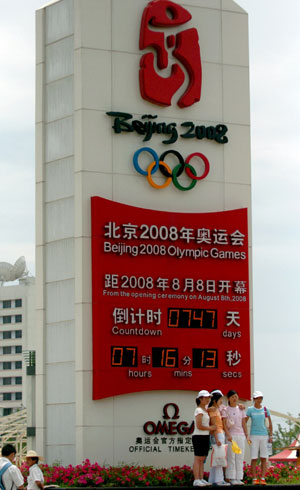 Beijing 2008
北京2008年奥运会
Beijing 2008 Olympic Games
距2008年8月8日开幕
From the opening ceremony on August 8th, 2008
倒计时 0747 天
Countdown days
07 时 16 分 13 秒
hours mins secs
OMEGA
奥运会官方指定
OFFICIAL TIMEKE